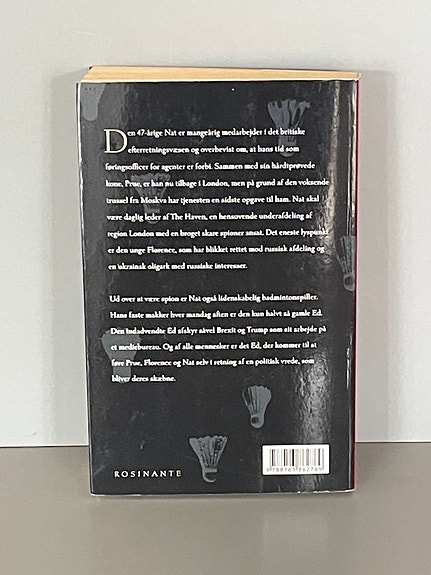 Den 47-årige Nat er mangeårig medarbejder i det britiske
efterretningsvæsen og overbevist om, at hans tid som
føringsofficer for agenter er forbi. Sammen med sin hårdtprøvede
kone, Prue, er han nu tilbage i London, men på grund af den voksende
trussel fra Moskva har tjenesten en sidste opgave til ham. Nat skal
være daglig leder af The Haven, en hensovende underafdeling af
region London med en broget skare spioner ansat. Det eneste lyspunkt
er den unge Florence, som har blikket rettet mod russisk afdeling og
en ukrainsk oligark med russiske interesser.
Ud over at være spion er Nat også lidenskabelig badmintonspiller.
Hans faste makker hver mandag aften er den kun halvt så gamle Ed.
Den indadvendte Ed afskyr såvel Brexit og Trump som sit arbejde på
et mediebureau. Og af alle mennesker er det Ed, der kommer til at
føre Prue, Florence og Nat selv i retning af en politisk vrede, som
bliver deres skæbne.
ROSINANTE